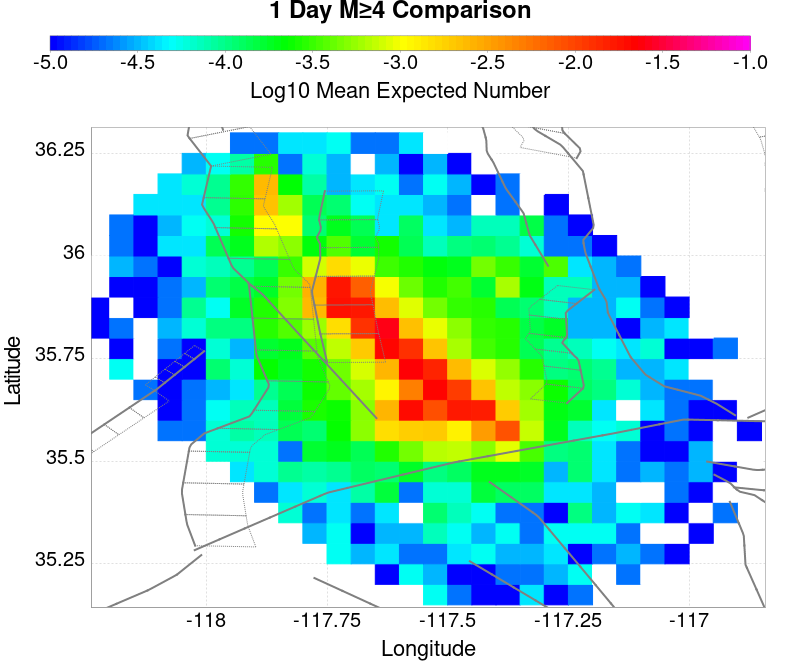 1 Day M≥4 Comparison
-5.0 -4.5 -4.0 -3.5 -3.0 -2.5 -2.0 -1.5 -1.0
Log10 Mean Expected Number
36.25
36
35.75
35.5
35.25
Latitude
-118 -117.75 -117.5 -117.25 -117
Longitude